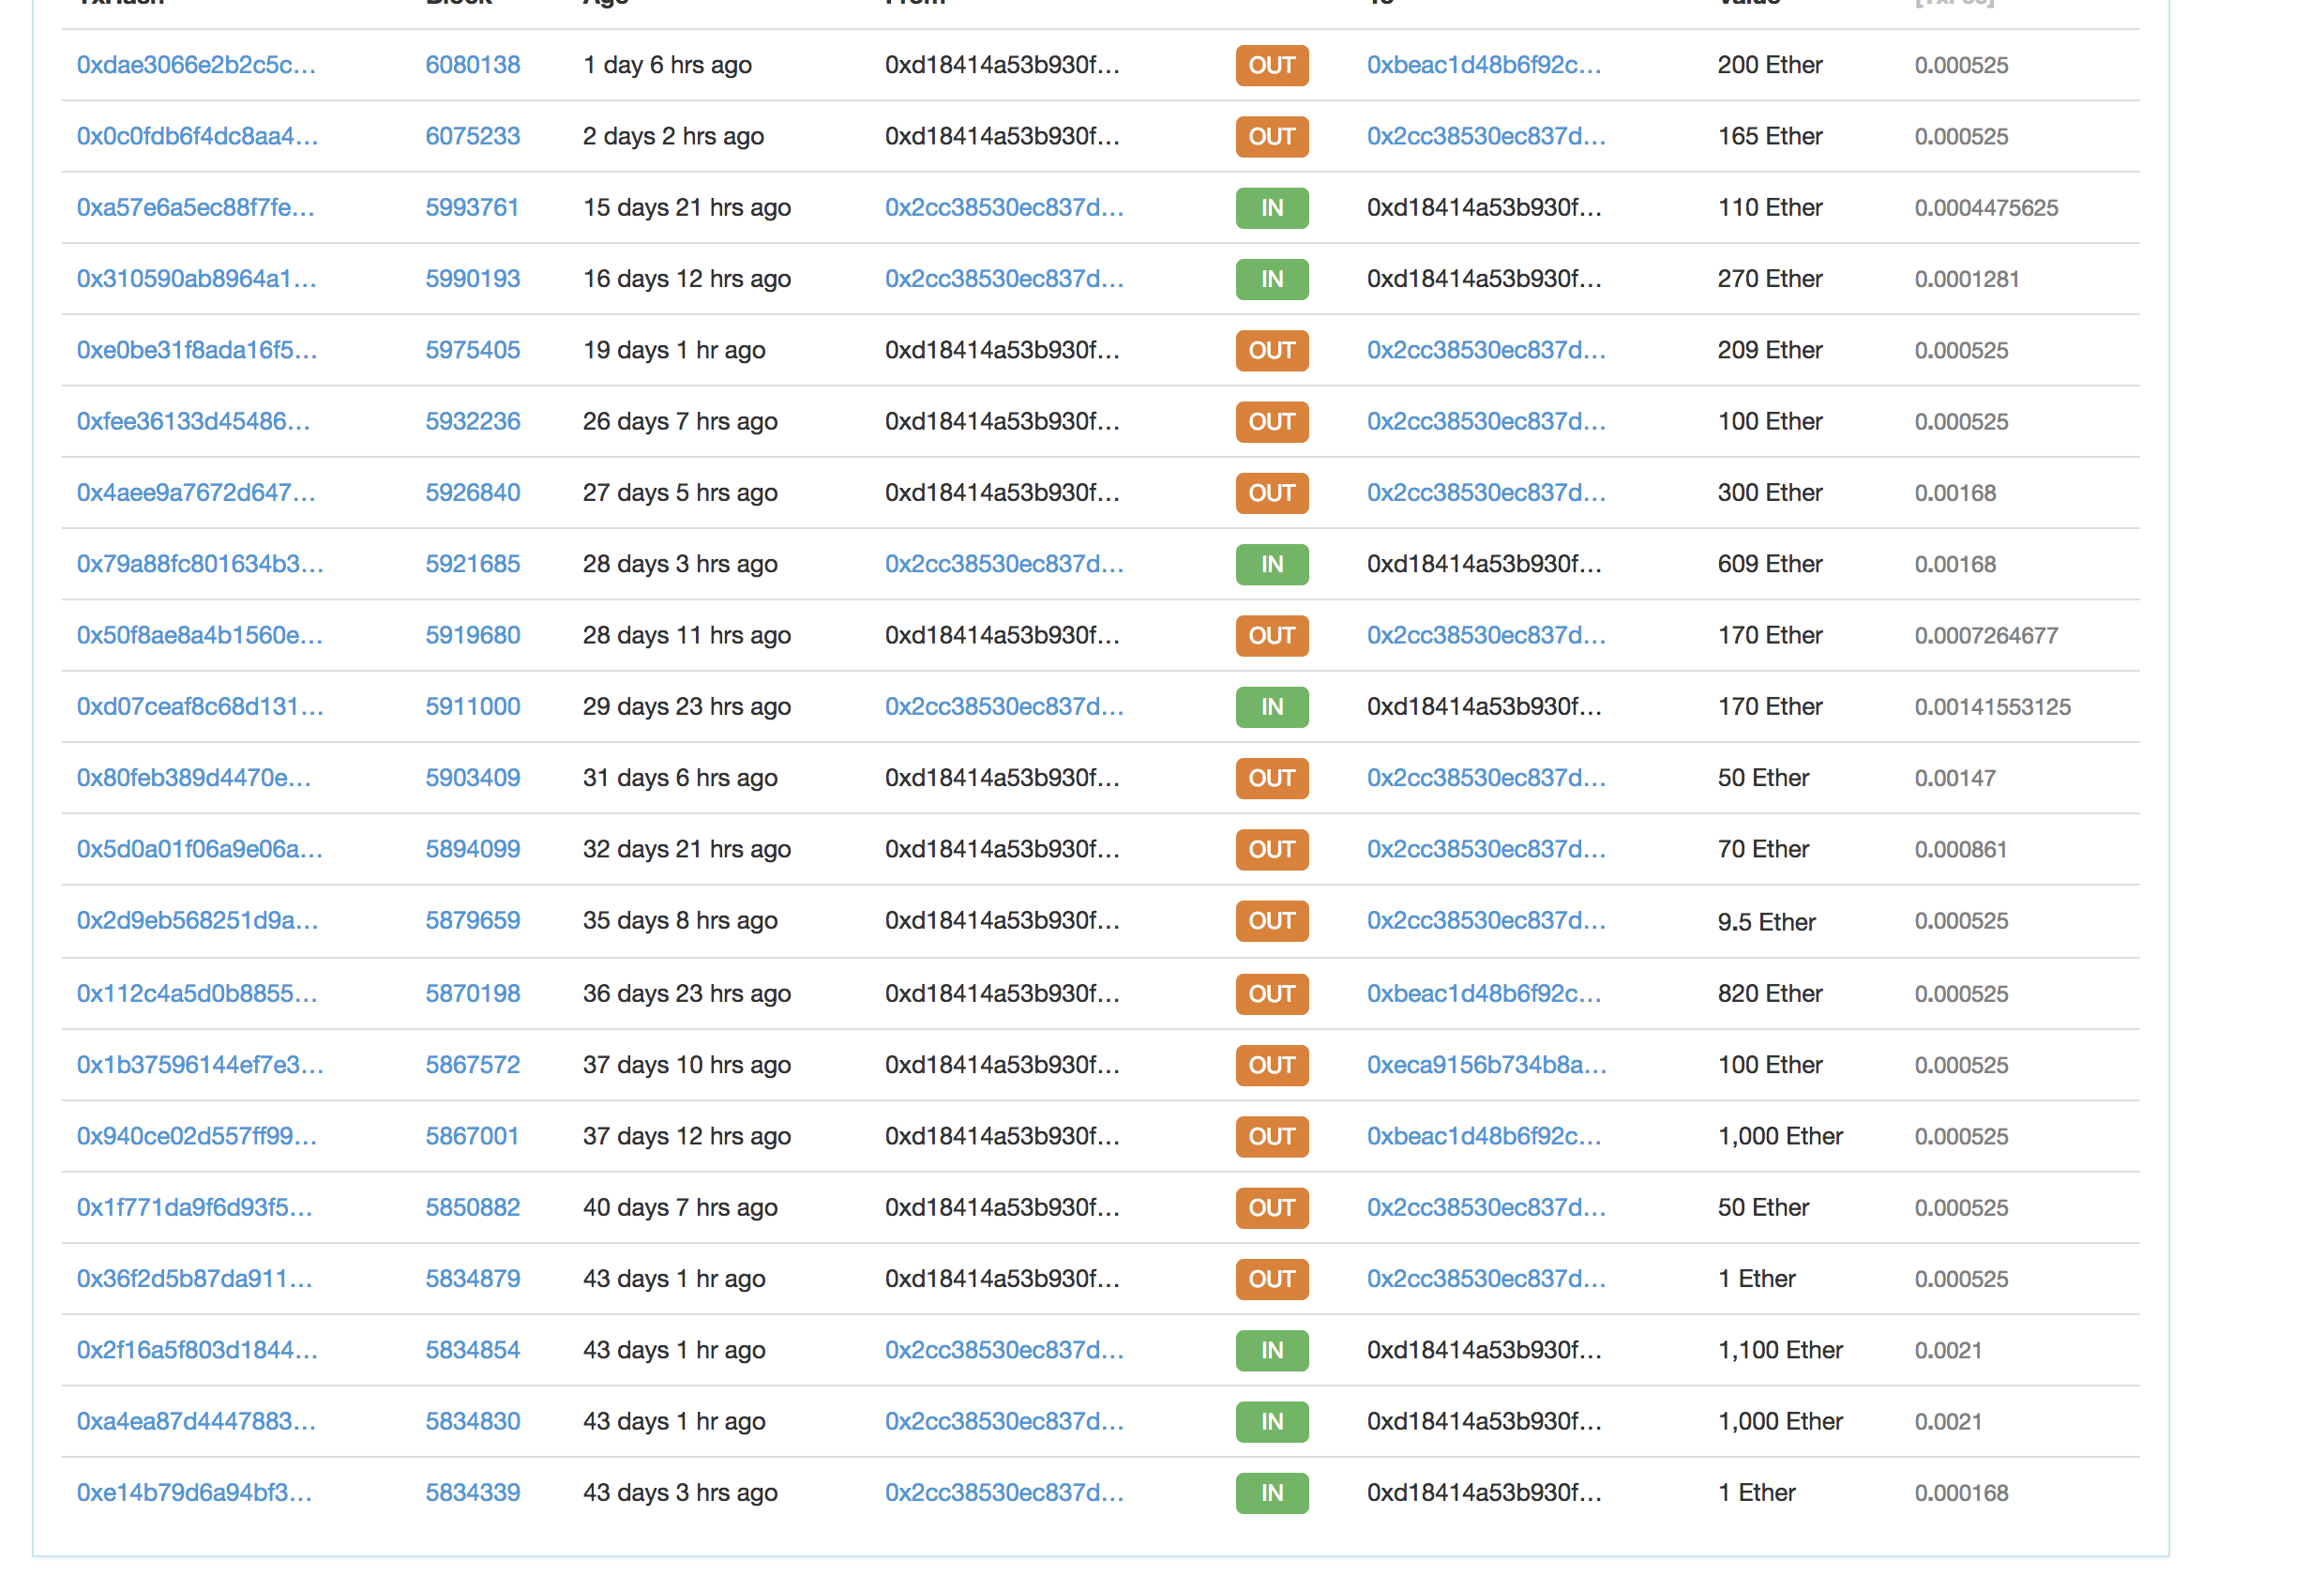 TxHash Block Age From To Value [TxFee]
0xdae3066e2b2c5c... 6080138 1 day 6 hrs ago 0xd18414a53b930f... OUT 0xbeac1d48b6f92c... 200 Ether 0.000525
0x0c0fdb6f4dc8aa4... 6075233 2 days 2 hrs ago 0xd18414a53b930f... OUT 0x2cc38530ec837d... 165 Ether 0.000525
0xa57e6a5ec88f7fe... 5993761 15 days 21 hrs ago 0x2cc38530ec837d... IN 0xd18414a53b930f... 110 Ether 0.0004475625
0x310590ab8964a1... 5990193 16 days 12 hrs ago 0x2cc38530ec837d... IN 0xd18414a53b930f... 270 Ether 0.0001281
0xe0be31f8ada16f5... 5975405 19 days 1 hr ago 0xd18414a53b930f... OUT 0x2cc38530ec837d... 209 Ether 0.000525
0xfee36133d45486... 5932236 26 days 7 hrs ago 0xd18414a53b930f... OUT 0x2cc38530ec837d... 100 Ether 0.000525
0x4aee9a7672d647... 5926840 27 days 5 hrs ago 0xd18414a53b930f... OUT 0x2cc38530ec837d... 300 Ether 0.00168
0x79a88fc801634b3... 5921685 28 days 3 hrs ago 0x2cc38530ec837d... IN 0xd18414a53b930f... 609 Ether 0.00168
0x50f8ae8a4b1560e... 5919680 28 days 11 hrs ago 0xd18414a53b930f... OUT 0x2cc38530ec837d... 170 Ether 0.0007264677
0xd07ceaf8c68d131... 5911000 29 days 23 hrs ago 0x2cc38530ec837d... IN 0xd18414a53b930f... 170 Ether 0.00141553125
0x80feb389d4470e... 5903409 31 days 6 hrs ago 0xd18414a53b930f... OUT 0x2cc38530ec837d... 50 Ether 0.00147
0x5d0a01f06a9e06a... 5894099 32 days 21 hrs ago 0xd18414a53b930f... OUT 0x2cc38530ec837d... 70 Ether 0.000861
0x2d9eb568251d9a... 5879659 35 days 8 hrs ago 0xd18414a53b930f... OUT 0x2cc38530ec837d... 9.5 Ether 0.000525
0x112c4a5d0b8855... 5870198 36 days 23 hrs ago 0xd18414a53b930f... OUT 0xbeac1d48b6f92c... 820 Ether 0.000525
0x1b37596144ef7e3... 5867572 37 days 10 hrs ago 0xd18414a53b930f... OUT 0xeca9156b734b8a... 100 Ether 0.000525
0x940ce02d557ff99... 5867001 37 days 12 hrs ago 0xd18414a53b930f... OUT 0xbeac1d48b6f92c... 1,000 Ether 0.000525
0x1f771da9f6d93f5... 5850882 40 days 7 hrs ago 0xd18414a53b930f... OUT 0x2cc38530ec837d... 50 Ether 0.000525
0x36f2d5b87da911... 5834879 43 days 1 hr ago 0xd18414a53b930f... OUT 0x2cc38530ec837d... 1 Ether 0.000525
0x2f16a5f803d1844... 5834854 43 days 1 hr ago 0x2cc38530ec837d... IN 0xd18414a53b930f... 1,100 Ether 0.0021
0xa4ea87d4447883... 5834830 43 days 1 hr ago 0x2cc38530ec837d... IN 0xd18414a53b930f... 1,000 Ether 0.0021
0xe14b79d6a94bf3... 5834339 43 days 3 hrs ago 0x2cc38530ec837d... IN 0xd18414a53b930f... 1 Ether 0.000168